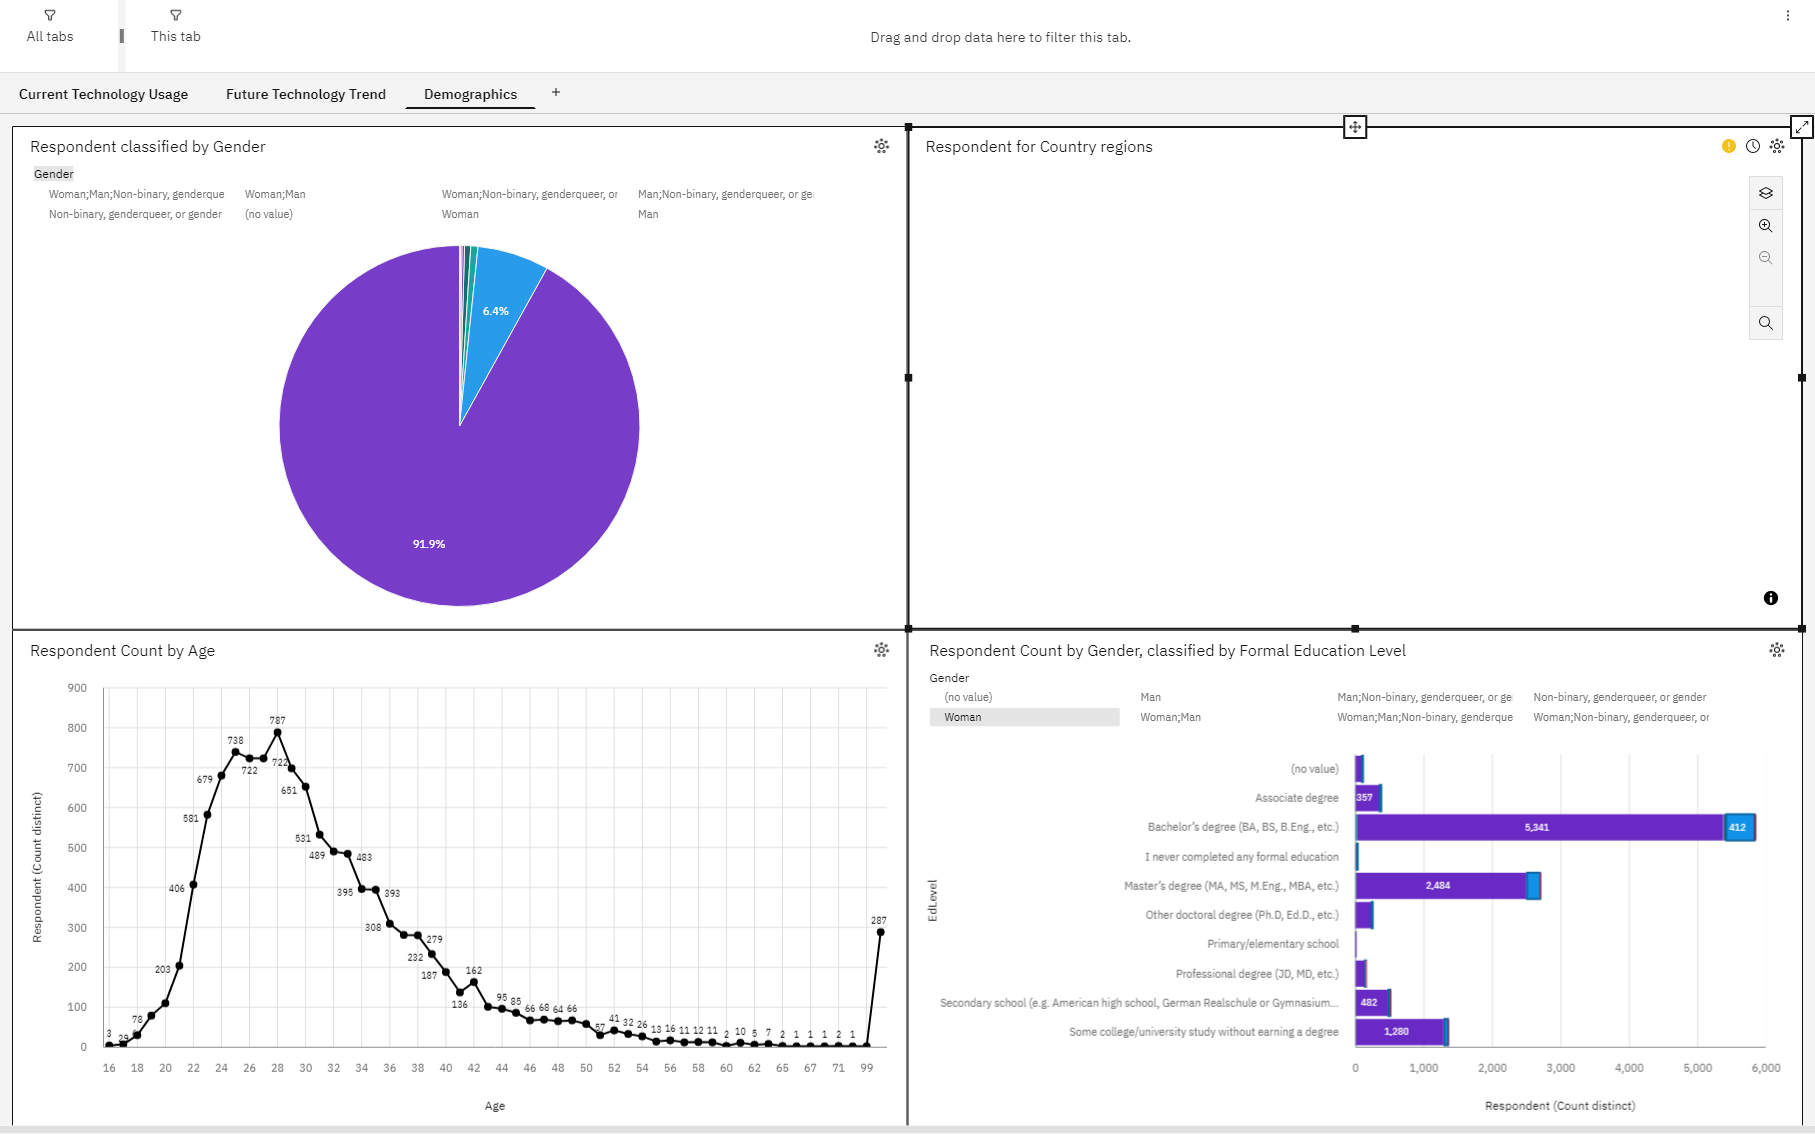 All tabs
This tab
Drag and drop data here to filter this tab.
Current Technology Usage
Future Technology Trend
Demographics
+
Respondent classified by Gender
Gender
Woman;Man;Non-binary, genderque
Woman;Man
Woman;Non-binary, genderqueer, or
Man;Non-binary, genderqueer, or ge
Non-binary, genderqueer, or gender
(no value)
Woman
Man
6.4%
91.9%
Respondent for Country regions
Respondent Count by Age
Respondent (Count distinct)
900
800
700
600
500
400
300
200
100
0
3
29
78
203
406
581
679
738
722
787
722
651
531
489
483
395
393
308
279
232
187
136
162
95
85
66
68
64
66
57
41
32
26
13
16
11
12
11
2
10
5
7
2
1
1
1
2
1
287
16 18 20 22 24 26 28 30 32 34 36 38 40 42 44 46 48 50 52 54 56 58 60 62 65 67 71 99
Age
Respondent Count by Gender, classified by Formal Education Level
Gender
(no value)
Man
Man;Non-binary, genderqueer, or ge
Non-binary, genderqueer, or gender
Woman
Woman;Man
Woman;Man;Non-binary, genderque
Woman;Non-binary, genderqueer, or
EdLevel
(no value)
Associate degree
357
Bachelor's degree (BA, BS, B.Eng., etc.)
5,341
412
I never completed any formal education
Master's degree (MA, MS, M.Eng., MBA, etc.)
2,484
Other doctoral degree (Ph.D, Ed.D., etc.)
Primary/elementary school
Professional degree (JD, MD, etc.)
Secondary school (e.g. American high school, German Realschule or Gymnasium...
482
Some college/university study without earning a degree
1,280
0 1,000 2,000 3,000 4,000 5,000 6,000
Respondent (Count distinct)